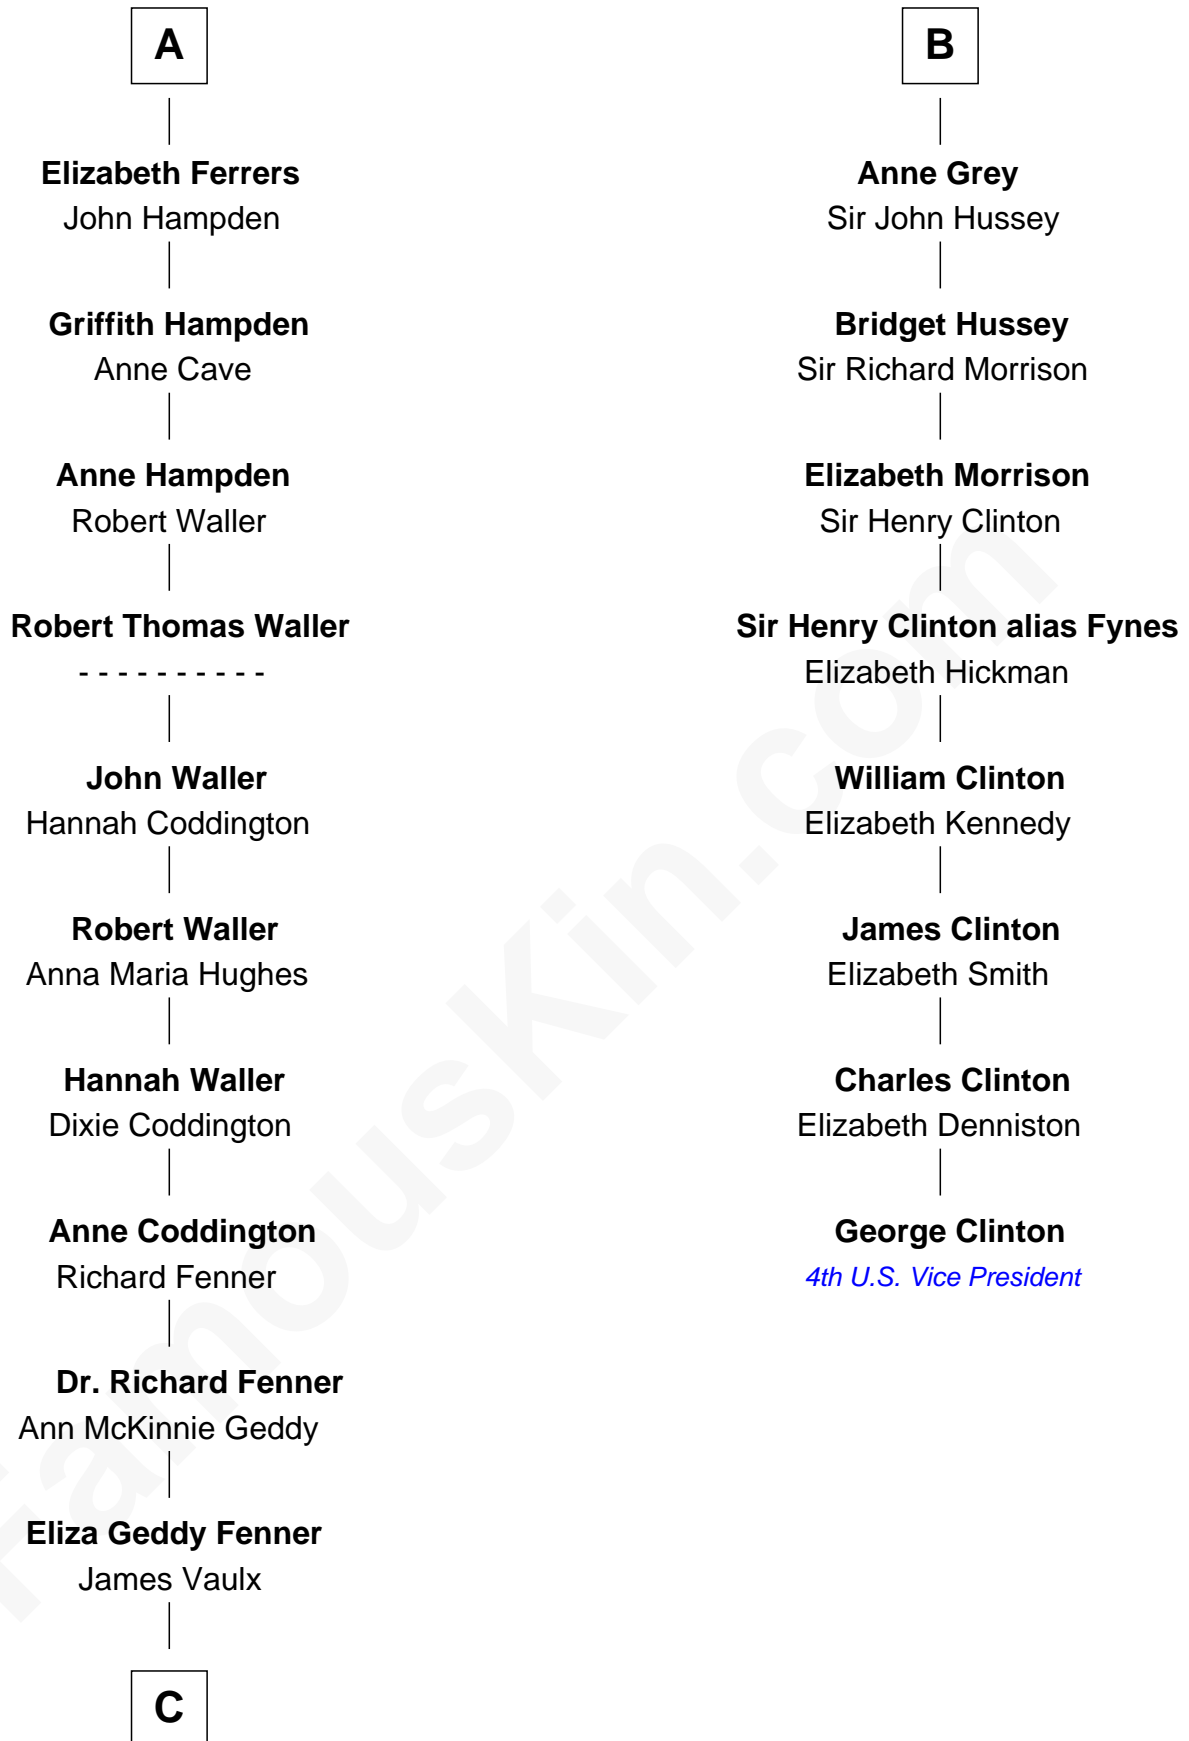 A
Elizabeth Ferrers
John Hampden
Griffith Hampden
Anne Cave
Anne Hampden
Robert Waller
Robert Thomas Waller
- - - - - - - - - -
John Waller
Hannah Coddington
Robert Waller
Anna Maria Hughes
Hannah Waller
Dixie Coddington
Anne Coddington
Richard Fenner
Dr. Richard Fenner
Ann McKinnie Geddy
Eliza Geddy Fenner
James Vaulx
C
B
Anne Grey
Sir John Hussey
Bridget Hussey
Sir Richard Morrison
Elizabeth Morrison
Sir Henry Clinton
Sir Henry Clinton alias Fynes
Elizabeth Hickman
William Clinton
Elizabeth Kennedy
James Clinton
Elizabeth Smith
Charles Clinton
Elizabeth Denniston
George Clinton
4th U.S. Vice President
FamousKin.com